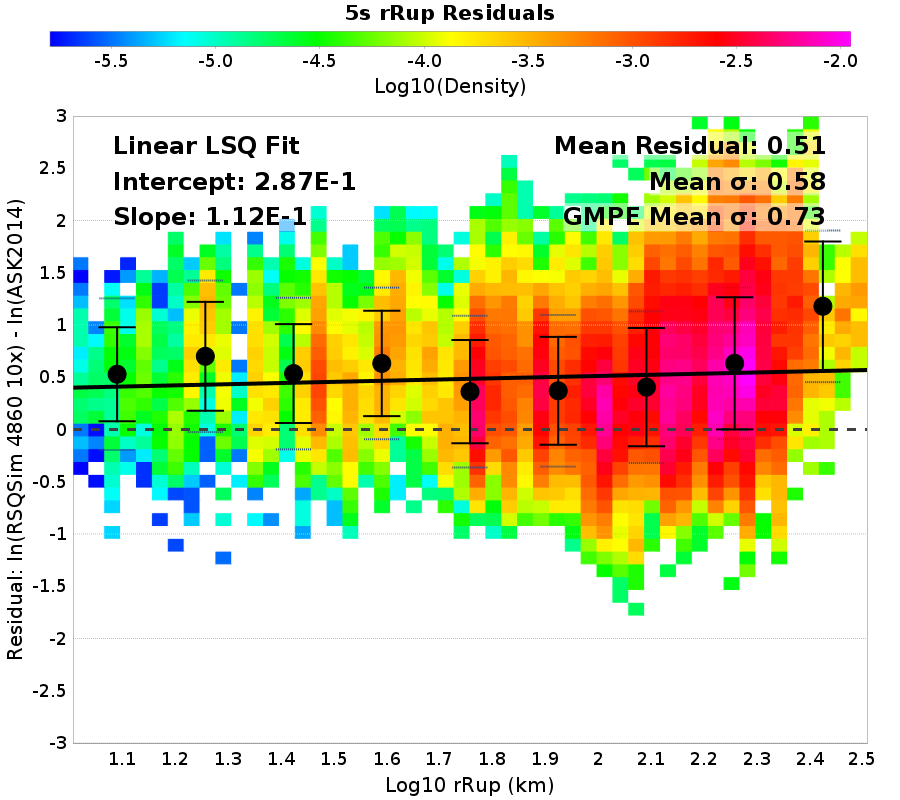 5s rRup Residuals
-5.5 -5.0 -4.5 -4.0 -3.5 -3.0 -2.5 -2.0
Log10(Density)
Linear LSQ Fit
Intercept: 2.87E-1
Slope: 1.12E-1
Mean Residual: 0.51
Mean σ: 0.58
GMPE Mean σ: 0.73
Residual: ln(RSQSim 4860 10x) - ln(ASK2014)
3
2.5
2
1.5
1
0.5
0
-0.5
-1
-1.5
-2
-2.5
-3
1.1 1.2 1.3 1.4 1.5 1.6 1.7 1.8 1.9 2 2.1 2.2 2.3 2.4 2.5
Log10 rRup (km)